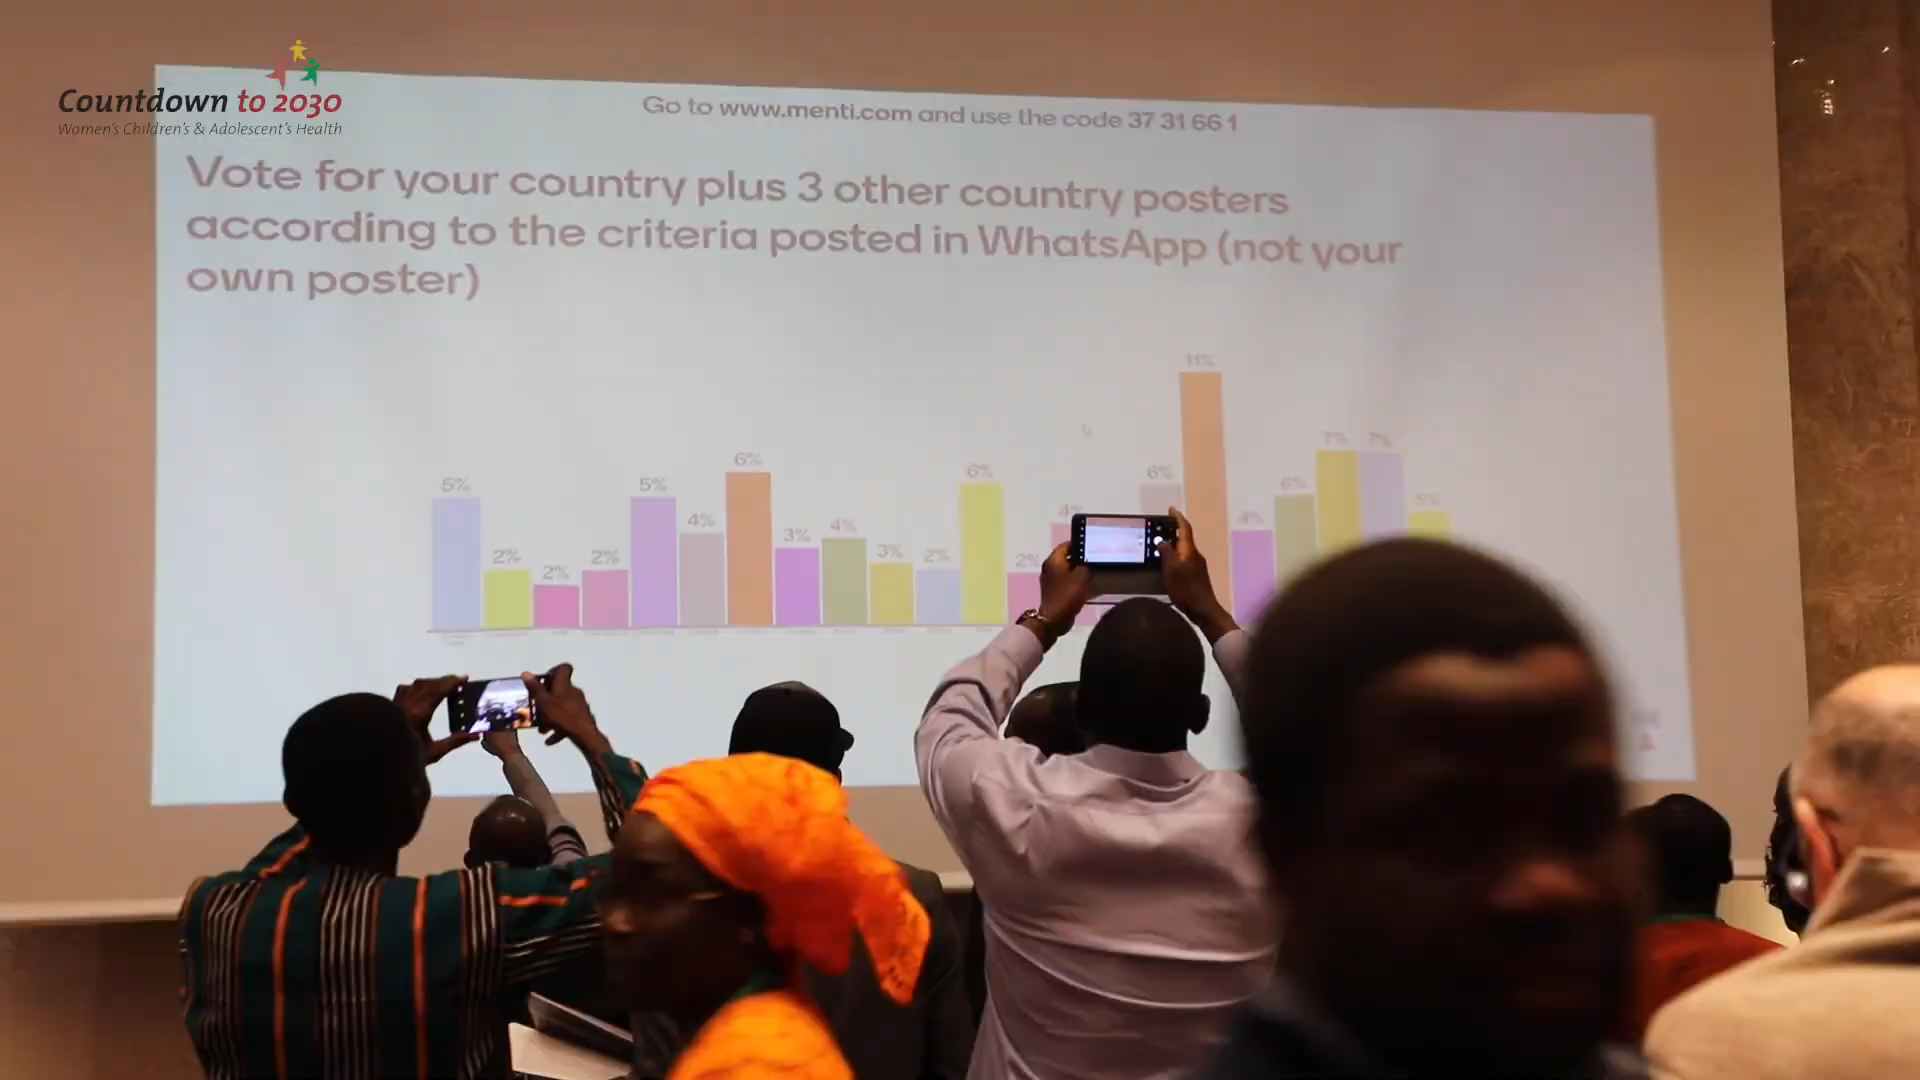 Countdown to 2030
Women's Children's & Adolescent's Health
Go to www.menti.com and use the code 37 31 66 1
Vote for your country plus 3 other country posters
according to the criteria posted in WhatsApp (not your
own poster)
11%
5% 2% 2% 2% 5% 4% 6% 3% 4% 3% 2% 6% 2% 4% 6% 4% 6% 7% 7% 5%